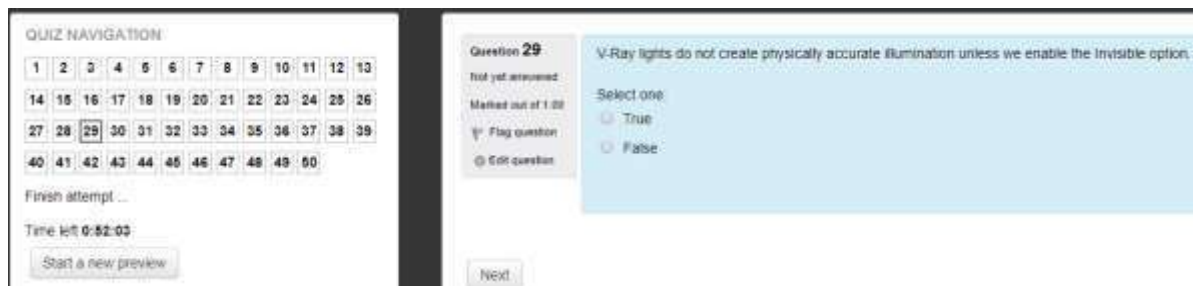 QUIZ NAVIGATION
1 2 3 4 5 6 7 8 9 10 11 12 13
14 15 16 17 18 19 20 21 22 23 24 25 26
27 28 29 30 31 32 33 34 35 36 37 38 39
40 41 42 43 44 45 46 47 48 49 50
Finish attempt ...
Time left 0:52:03
Start a new preview
Question 29
Not yet answered
Marked out of 1.00
Flag question
Edit question
V-Ray lights do not create physically accurate illumination unless we enable the Invisible option.
Select one:
True
False
Next